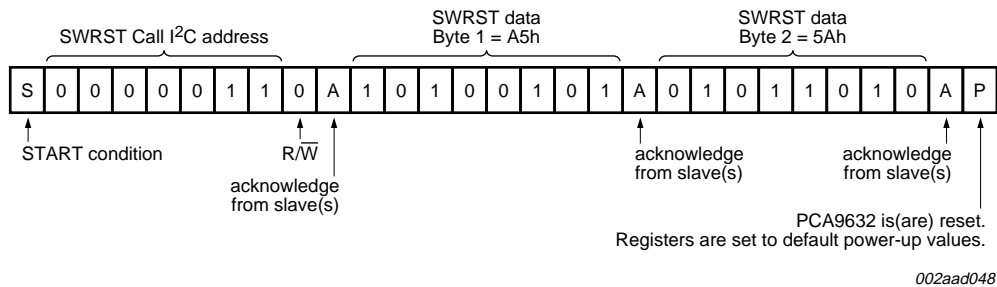 SWRST Call I2C address
SWRST data
Byte 1 = A5h
SWRST data
Byte 2 = 5Ah
S 0 0 0 0 0 1 1 0 A 1 0 1 0 0 1 0 1 A 0 1 0 1 1 0 1 0 A P
START condition
R/W̅
acknowledge
from slave(s)
acknowledge
from slave(s)
acknowledge
from slave(s)
PCA9632 is(are) reset.
Registers are set to default power-up values.
002aad048